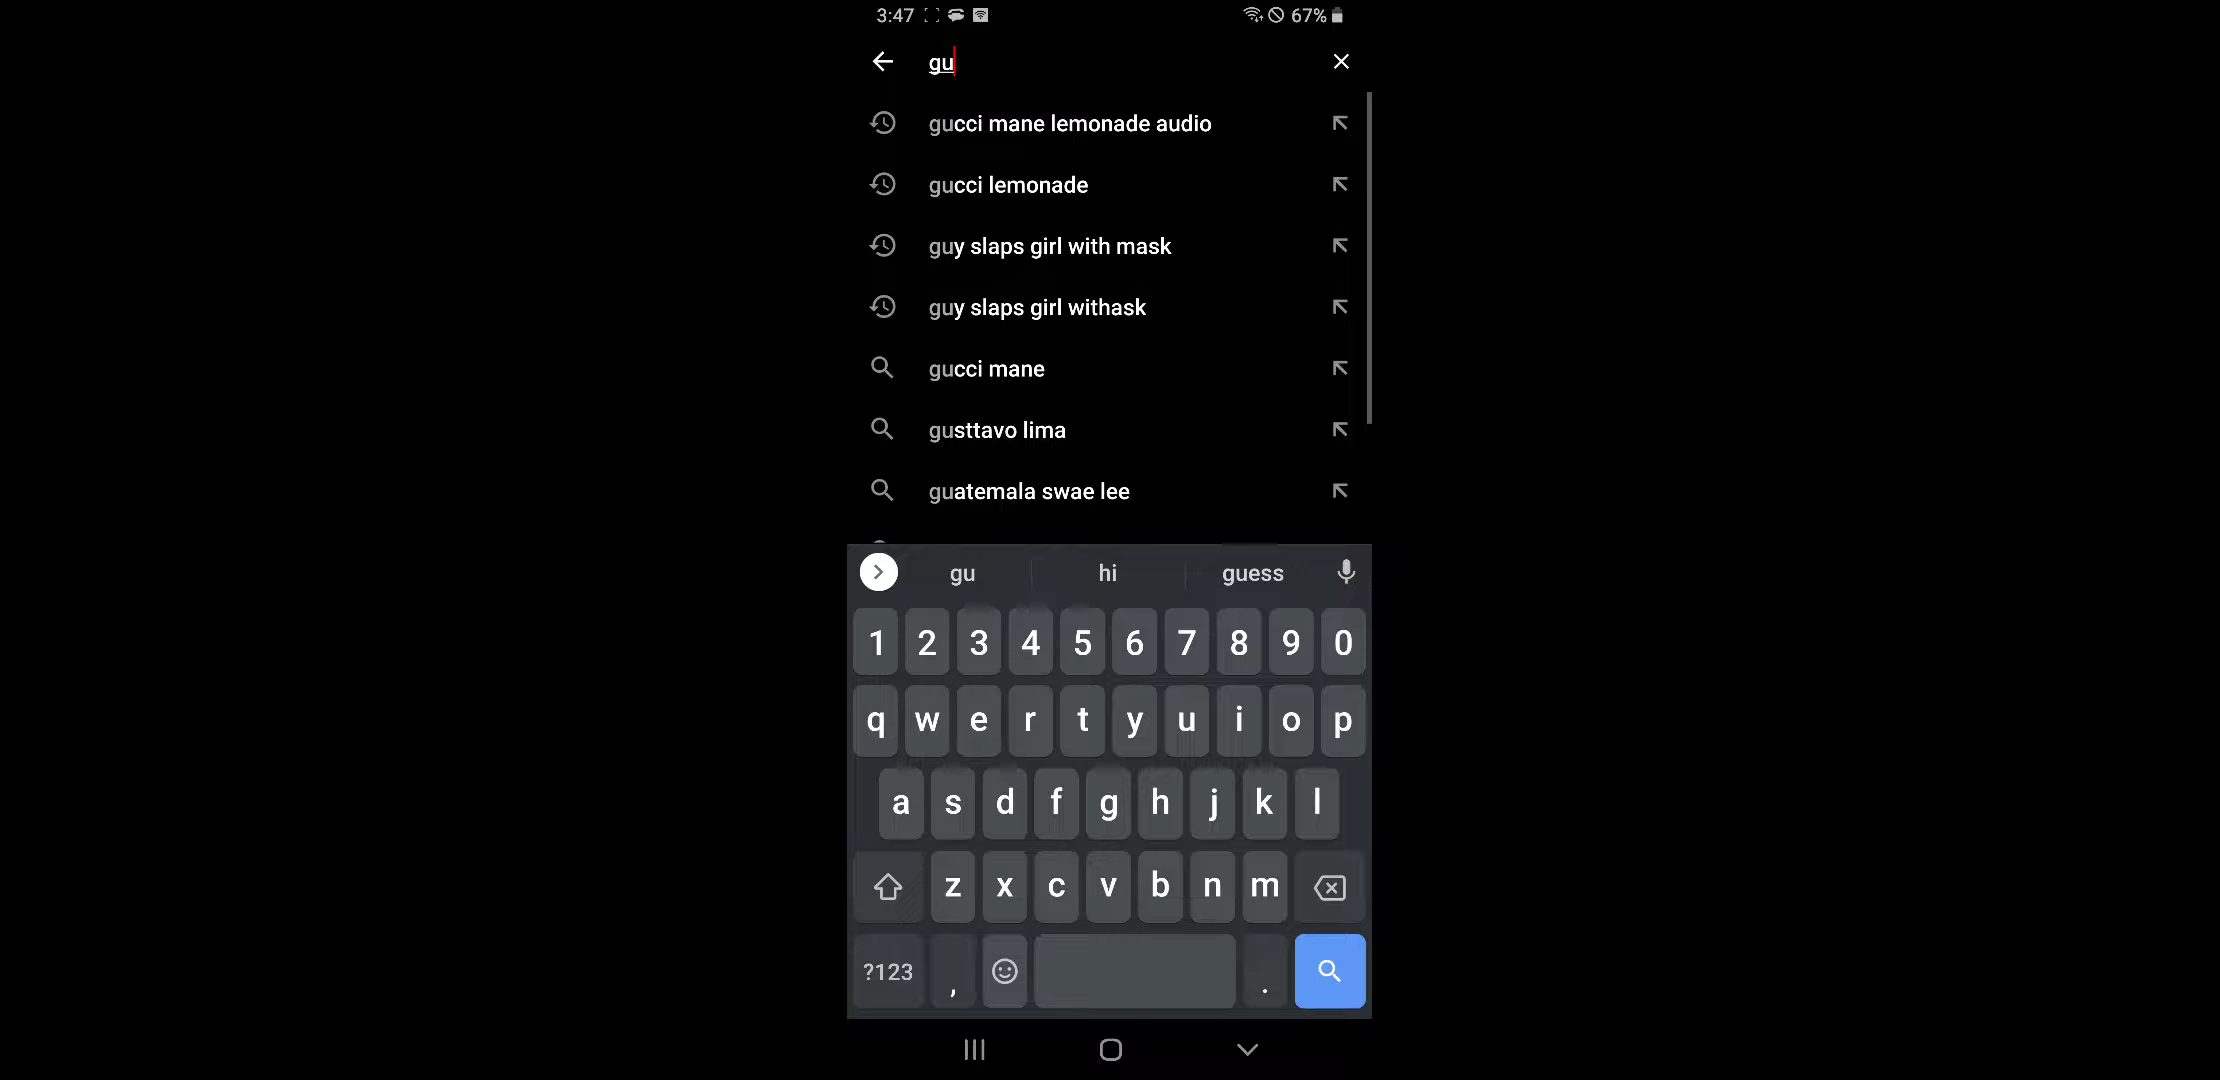 3:47 67%
gu
gucci mane lemonade audio
gucci lemonade
guy slaps girl with mask
guy slaps girl withask
gucci mane
gusttavo lima
guatemala swae lee
gu hi guess
1 2 3 4 5 6 7 8 9 0
q w e r t y u i o p
a s d f g h j k l
z x c v b n m
?123 , .